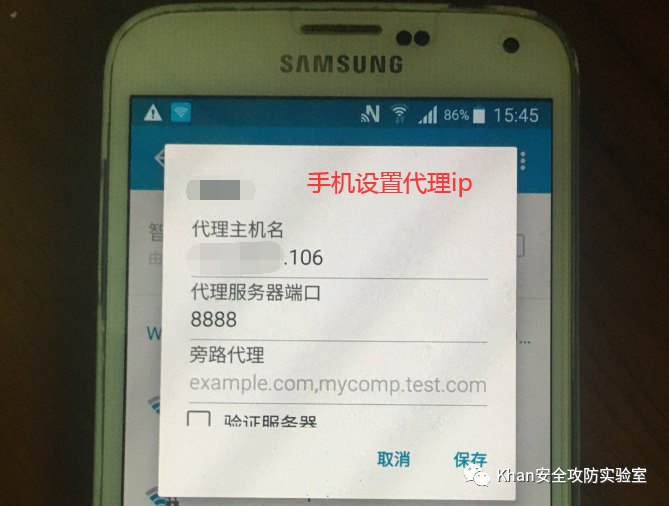 SAMSUNG
86% 15:45
手机设置代理ip
代理主机名
.106
代理服务器端口
8888
旁路代理
example.com,mycomp.test.com
验证服务器
取消 保存
Khan安全攻防实验室